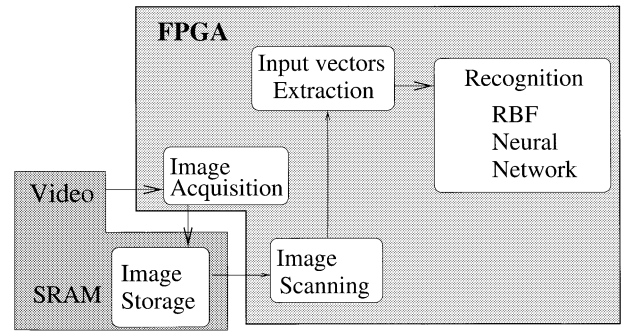 FPGA
Input vectors
Extraction
Recognition
RBF
Neural
Network
Image
Acquisition
Video
Image
Scanning
Image
Storage
SRAM